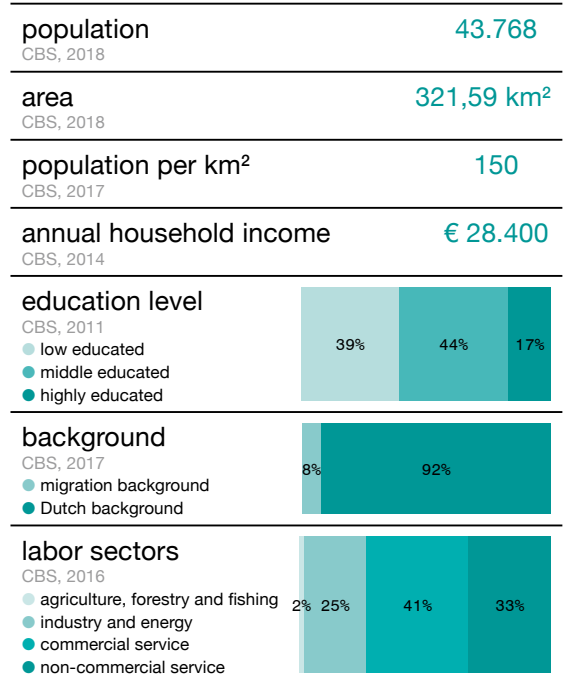 population 43.768
CBS, 2018
area 321,59 km²
CBS, 2018
population per km² 150
CBS, 2017
annual household income € 28.400
CBS, 2014
education level
CBS, 2011
low educated
middle educated
highly educated
39% 44% 17%
background
CBS, 2017
migration background
Dutch background
8% 92%
labor sectors
CBS, 2016
agriculture, forestry and fishing
industry and energy
commercial service
non-commercial service
2% 25% 41% 33%